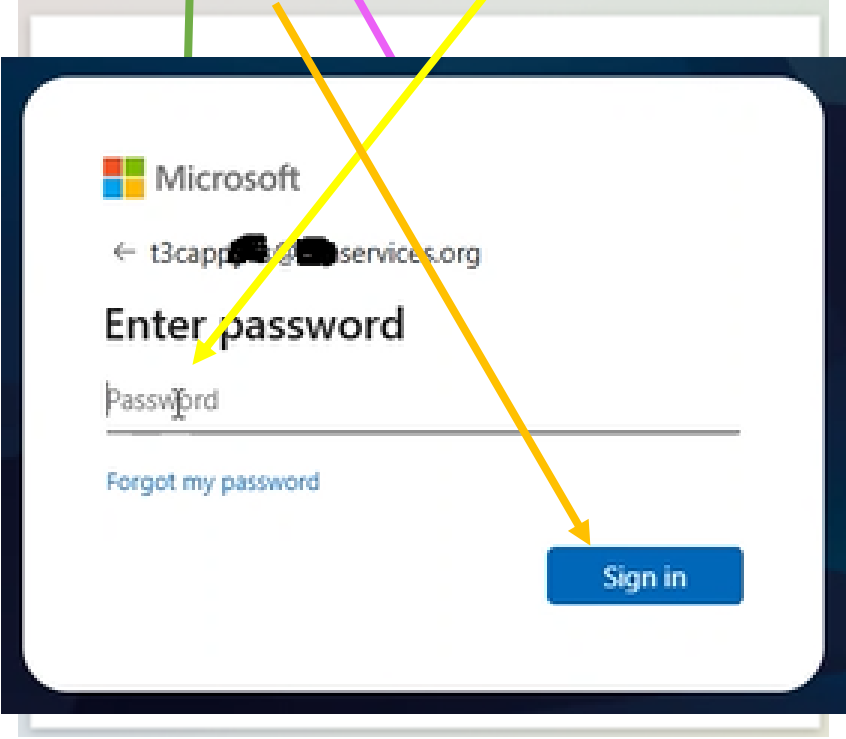 Microsoft
← t3capp services.org
Enter password
Password
Forgot my password
Sign in